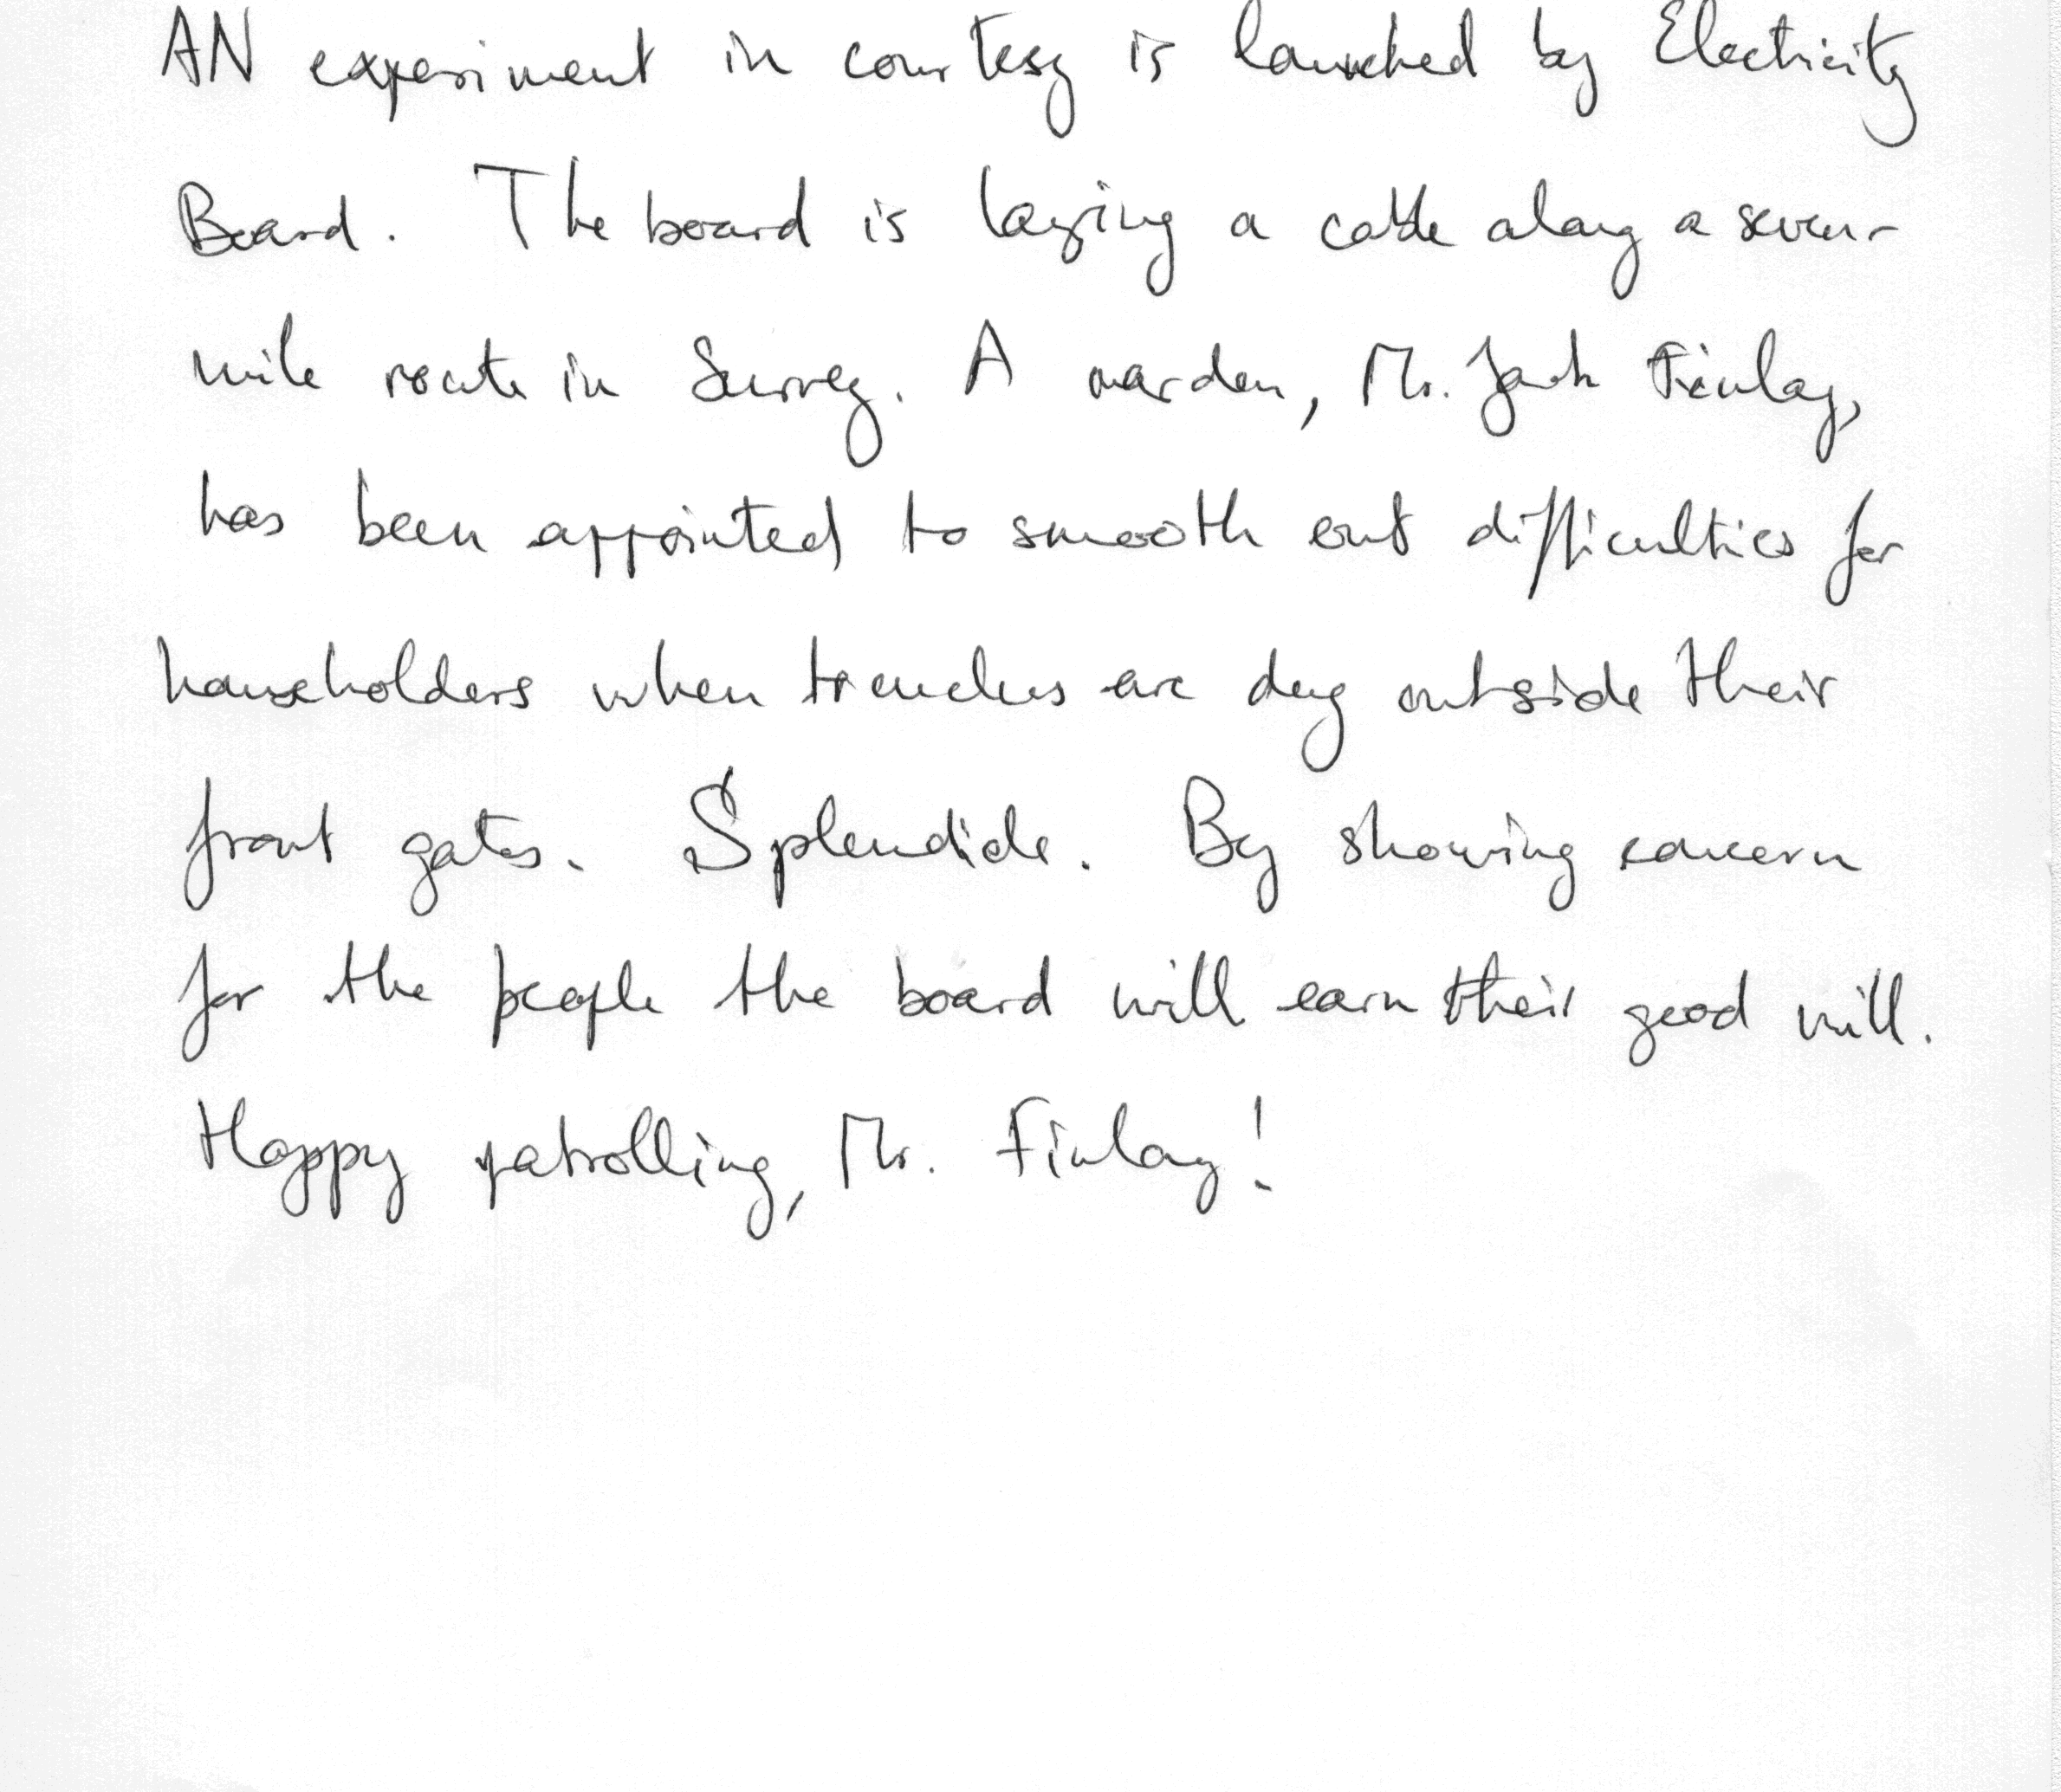 AN experiment in courtesy is launched by Electricity
Board. The board is laying a cable along a seven-
mile route in Surrey. A warden, Mr. Jack Finlay,
has been appointed to smooth out difficulties for
householders when trenches are dug outside their
front gates. Splendide. By showing concern
for the people the board will earn their good will.
Happy patrolling, Mr. Finlay!